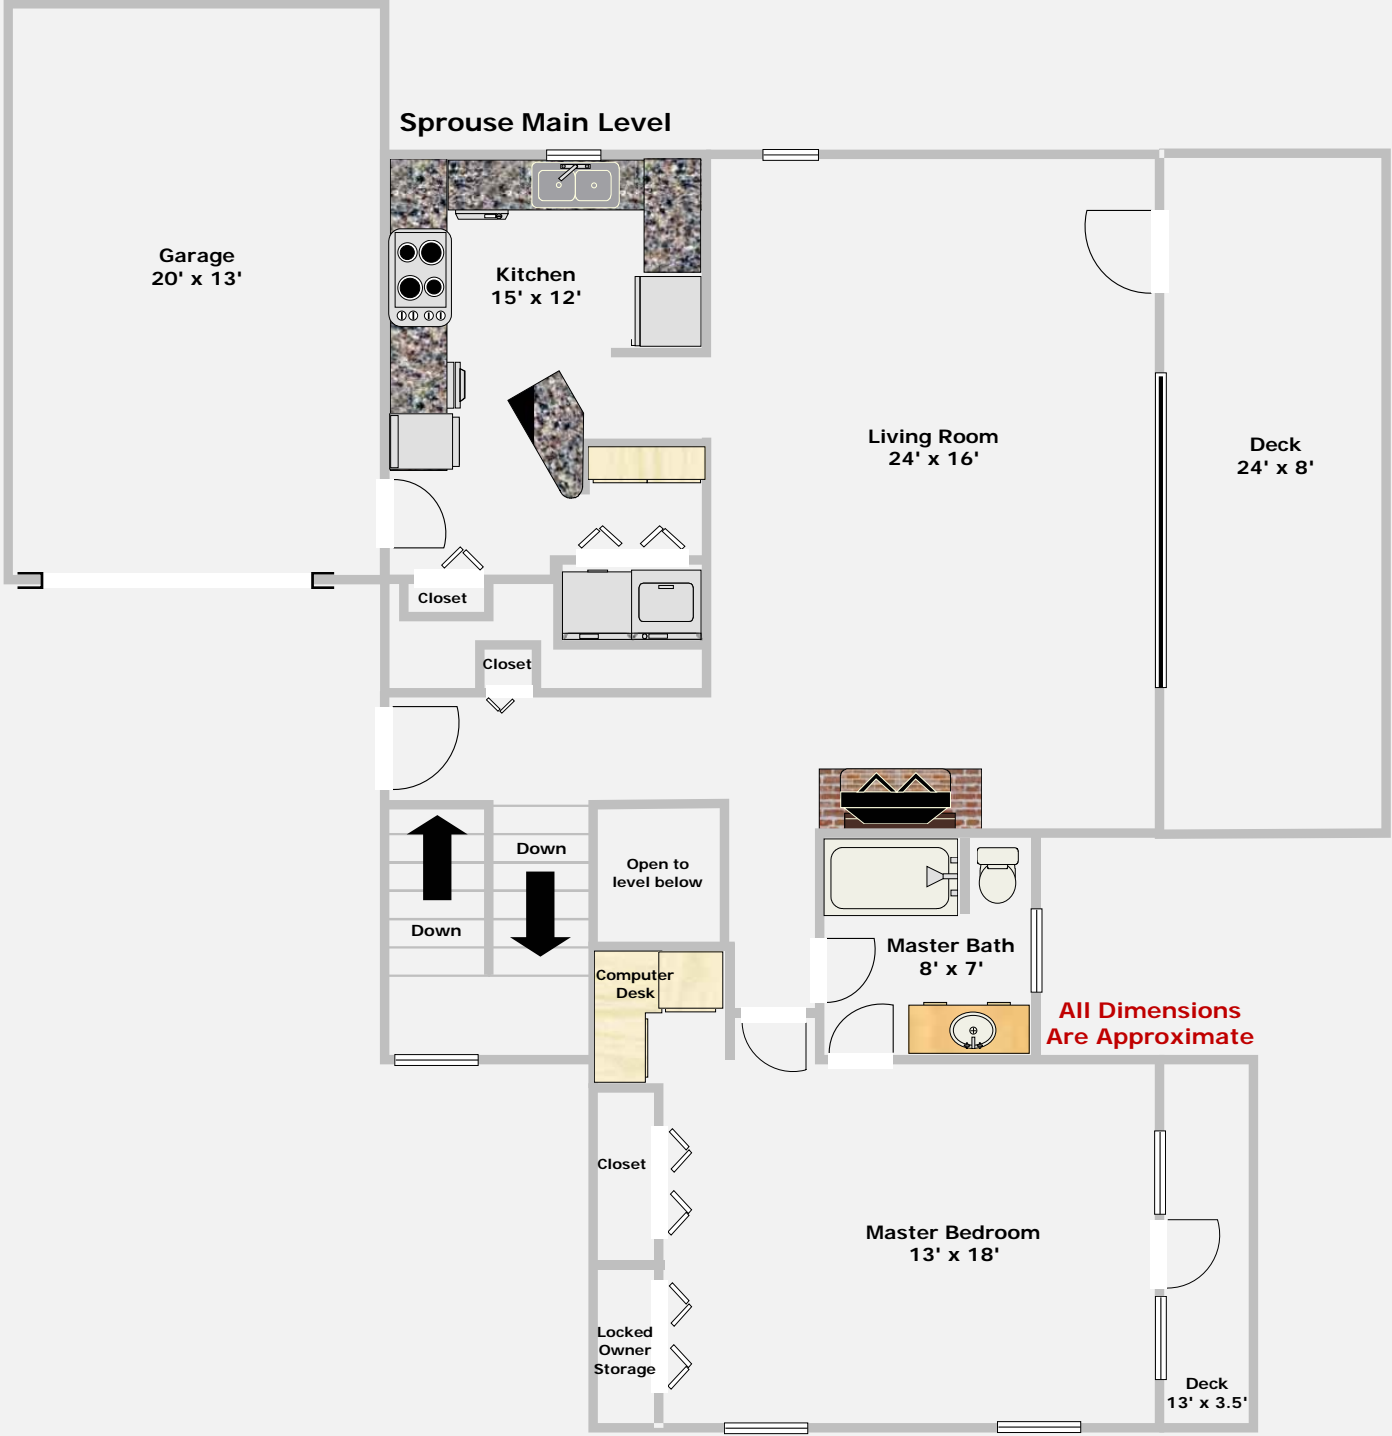 Sprouse Main Level
Garage
20' x 13'
Kitchen
15' x 12'
Living Room
24' x 16'
Deck
24' x 8'
Closet
Closet
Down
Down
Open to
level below
Computer
Desk
Master Bath
8' x 7'
All Dimensions
Are Approximate
Closet
Master Bedroom
13' x 18'
Locked
Owner
Storage
Deck
13' x 3.5'